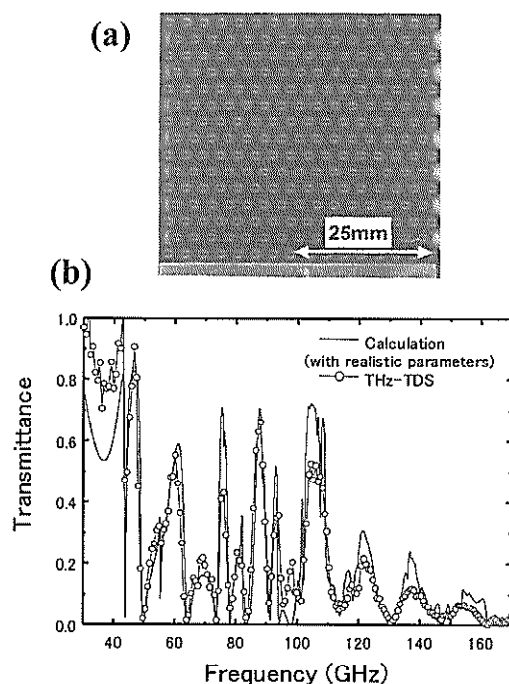 (a)
25mm
(b)
Calculation
(with realistic parameters)
THz-TDS
Transmittance
1.0
0.8
0.6
0.4
0.2
0.0
40
60
80
100
120
140
160
Frequency (GHz)